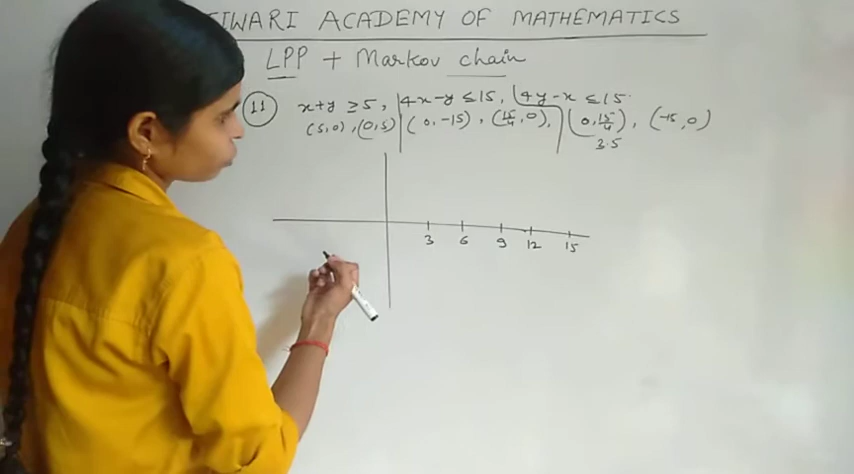 TIWARI ACADEMY OF MATHEMATICS
LPP + Markov chain
11 x+y ≥ 5, 4x-y ≤ 15, 4y-x ≤ 15.
(5,0), (0,5) (0,-15), (15/4, 0), (0, 15/4), (-15, 0)
3.5
3 6 9 12 15